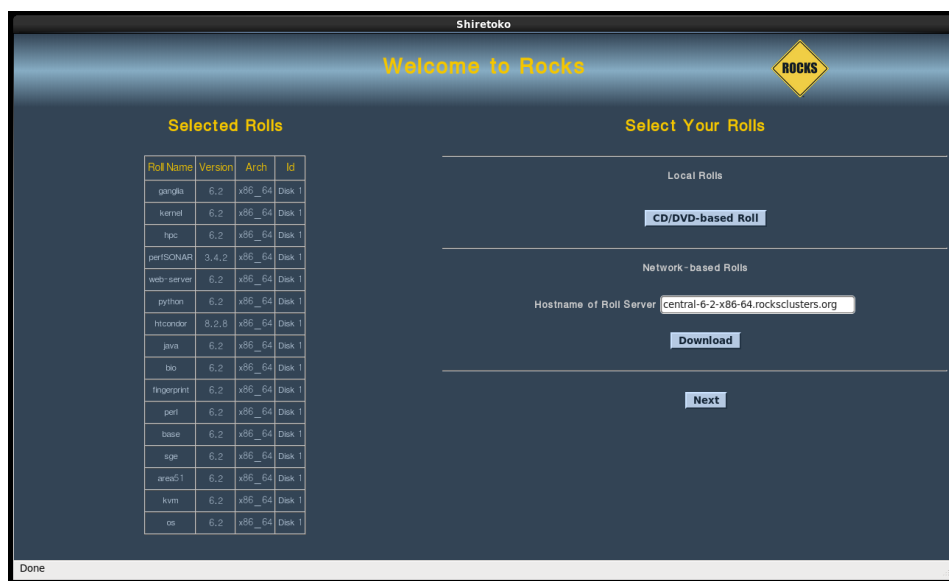 Shiretoko
Welcome to Rocks
ROCKS
Selected Rolls
Roll Name Version Arch Id
ganglia 6.2 x86_64 Disk 1
kernel 6.2 x86_64 Disk 1
hpc 6.2 x86_64 Disk 1
perfSONAR 3.4.2 x86_64 Disk 1
web-server 6.2 x86_64 Disk 1
python 6.2 x86_64 Disk 1
htcondor 8.2.8 x86_64 Disk 1
java 6.2 x86_64 Disk 1
bio 6.2 x86_64 Disk 1
fingerprint 6.2 x86_64 Disk 1
perl 6.2 x86_64 Disk 1
base 6.2 x86_64 Disk 1
sge 6.2 x86_64 Disk 1
area51 6.2 x86_64 Disk 1
kvm 6.2 x86_64 Disk 1
os 6.2 x86_64 Disk 1
Select Your Rolls
Local Rolls
CD/DVD-based Roll
Network-based Rolls
Hostname of Roll Server central-6-2-x86-64.rocksclusters.org
Download
Next
Done